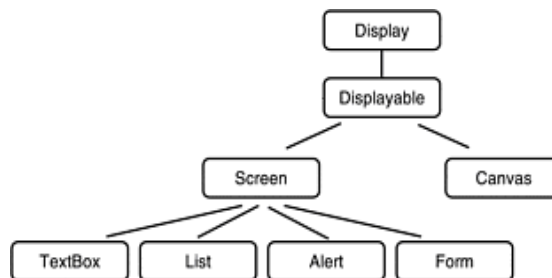 Display
Displayable
Screen
Canvas
TextBox
List
Alert
Form